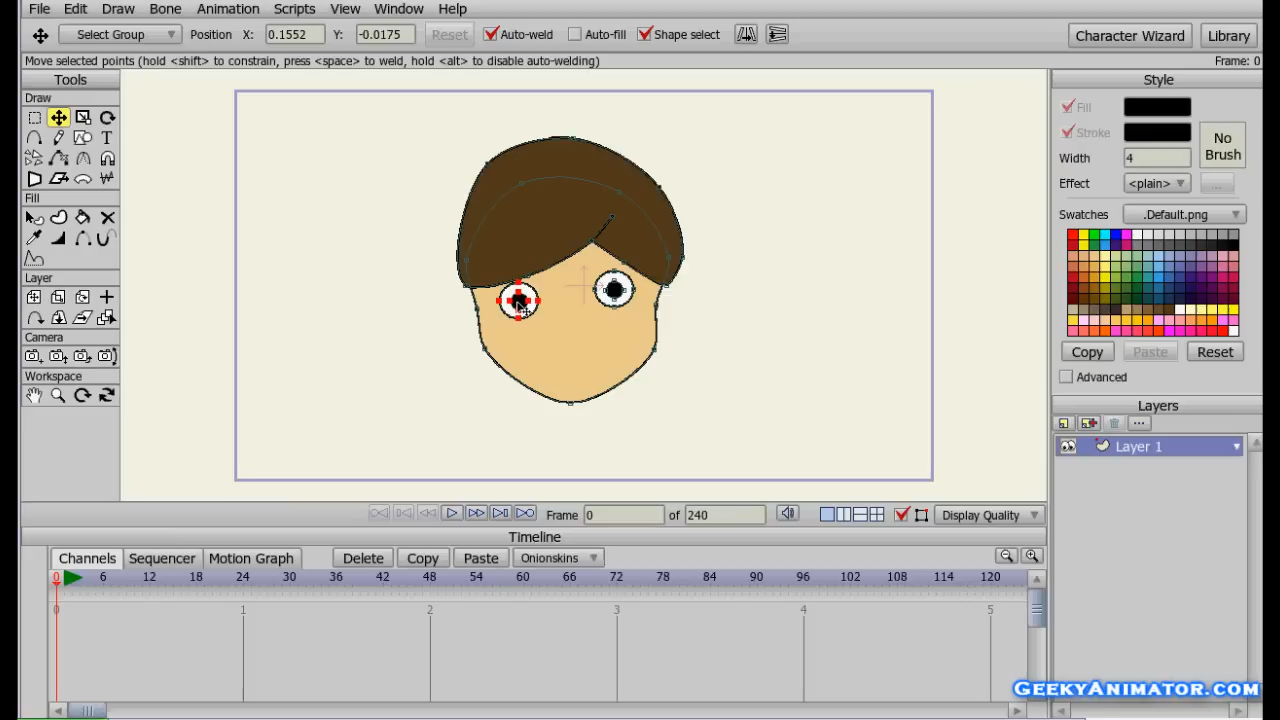 File Edit Draw Bone Animation Scripts View Window Help
Select Group Position X: 0.1552 Y: -0.0175 Reset Auto-weld Auto-fill Shape select Character Wizard Library
Move selected points (hold <shift> to constrain, press <space> to weld, hold <alt> to disable auto-welding) Frame: 0
Tools
Draw
T
Fill
Layer
Camera
Workspace
Style
Fill
Stroke
No Brush
Width 4
Effect <plain> ...
Swatches .Default.png
Copy Paste Reset
Advanced
Layers
Layer 1
Frame 0 of 240 Display Quality
Timeline
Channels Sequencer Motion Graph Delete Copy Paste Onionskins
0 6 12 18 24 30 36 42 48 54 60 66 72 78 84 90 96 102 108 114 120
0 1 2 3 4 5
GeekyAnimator.com